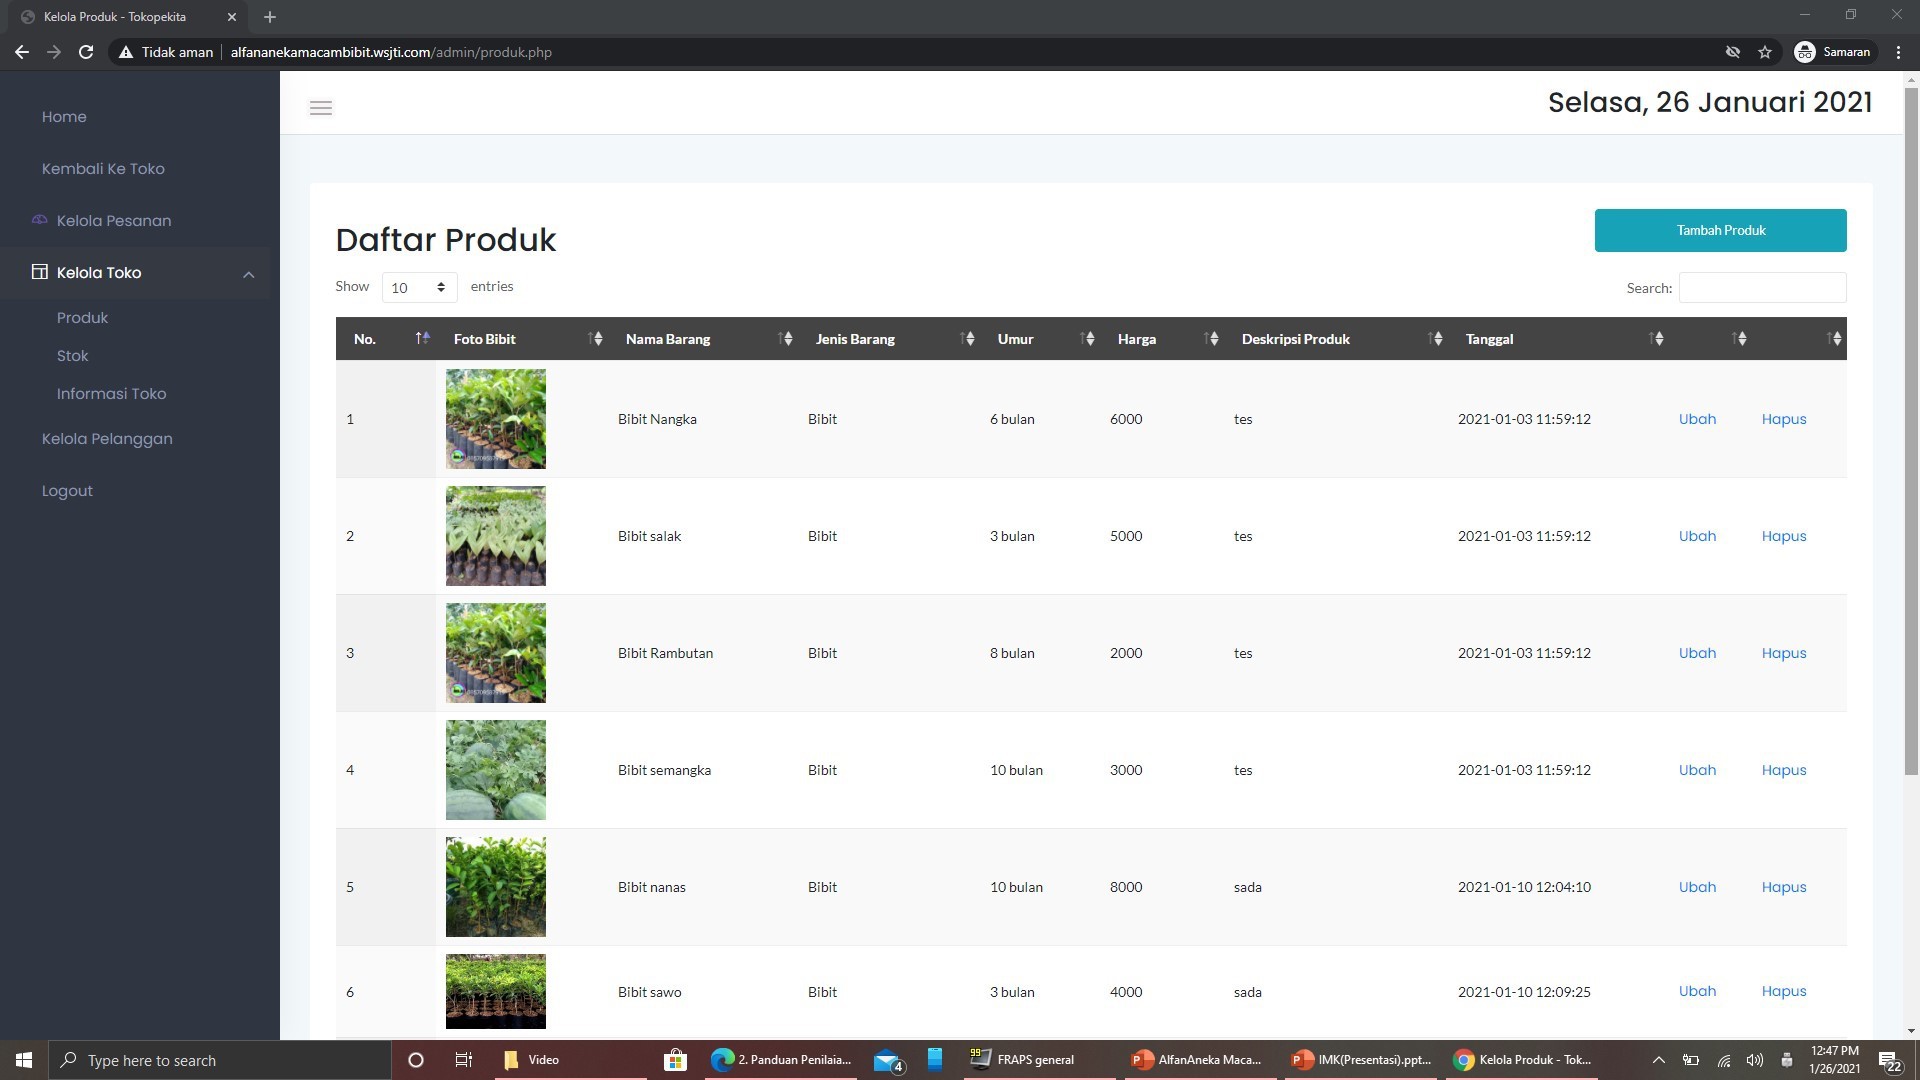 Kelola Produk - Tokopekita
Tidak aman
alfananekamacambibit.wsjti.com/admin/produk.php
Samaran
Home
Kembali Ke Toko
Kelola Pesanan
Kelola Toko
Produk
Stok
Informasi Toko
Kelola Pelanggan
Logout
Selasa, 26 Januari 2021
Daftar Produk
Tambah Produk
Show 10 entries
Search:
No. Foto Bibit Nama Barang Jenis Barang Umur Harga Deskripsi Produk Tanggal
1 Bibit Nangka Bibit 6 bulan 6000 tes 2021-01-03 11:59:12 Ubah Hapus
2 Bibit salak Bibit 3 bulan 5000 tes 2021-01-03 11:59:12 Ubah Hapus
3 Bibit Rambutan Bibit 8 bulan 2000 tes 2021-01-03 11:59:12 Ubah Hapus
4 Bibit semangka Bibit 10 bulan 3000 tes 2021-01-03 11:59:12 Ubah Hapus
5 Bibit nanas Bibit 10 bulan 8000 sada 2021-01-10 12:04:10 Ubah Hapus
6 Bibit sawo Bibit 3 bulan 4000 sada 2021-01-10 12:09:25 Ubah Hapus
Type here to search
Video
2. Panduan Penilaia...
4
99
FRAPS general
AlfanAneka Maca...
IMK(Presentasi).ppt...
Kelola Produk - Tok...
12:47 PM
1/26/2021
22